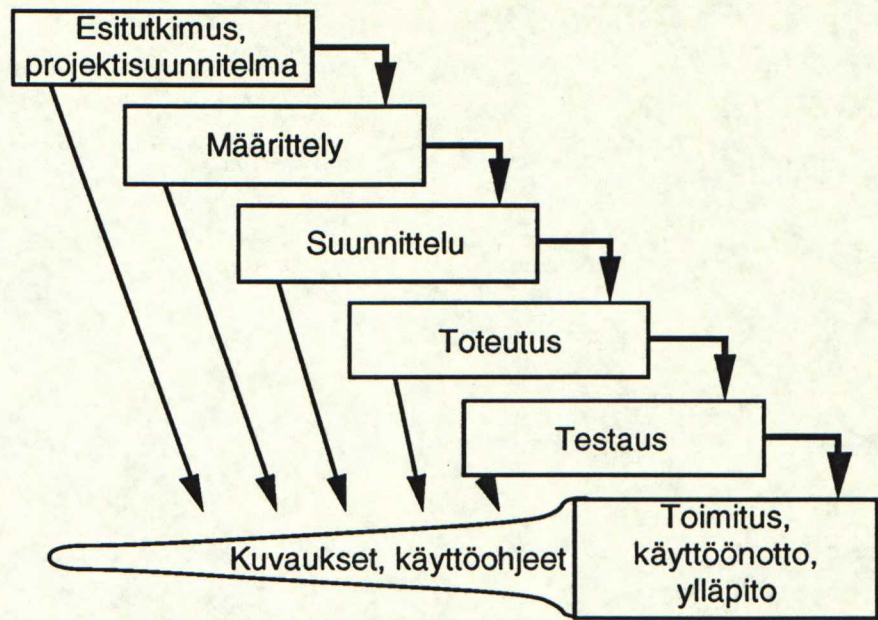 Esitutkimus,
projektisuunnitelma
Määrittely
Suunnittelu
Toteutus
Testaus
Kuvaukset, käyttöohjeet
Toimitus,
käyttöönotto,
ylläpito